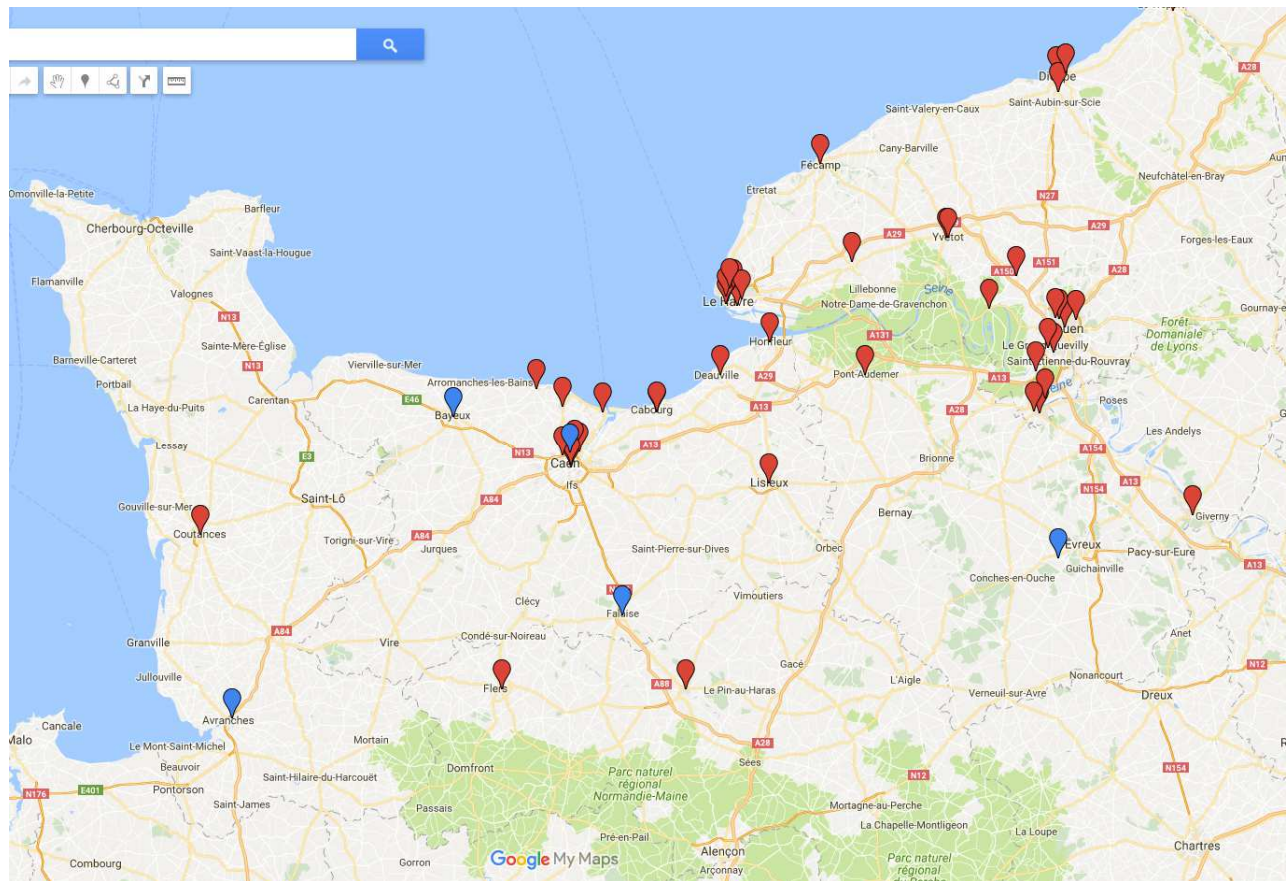 A28
Saint-Aubin-sur-Scie
Saint-Valery-en-Caux
Cany-Barville
Fécamp
Neufchâtel-en-Bray
Étretat
Omonville-la-Petite
Barfleur
N27
Cherbourg-Octeville
A29
A29
Yvetot
Forges-les-Eaux
Saint-Vaast-la-Hougue
A150
A151
A28
Flamanville
Valognes
Lillebonne
Seine
Le Havre
Notre-Dame-de-Gravenchon
N13
A131
Honfleur
Forêt
Domaniale
de Lyons
Sainte-Mère-Église
Saint-Étienne-du-Rouvray
Barneville-Carteret
N13
Vierville-sur-Mer
Deauville
A29
Pont-Audemer
A13
Portbail
Arromanches-les-Bains
Seine
Carentan
E46
Cabourg
A13
A28
Poses
La Haye-du-Puits
Bayeux
Les Andelys
Lessay
N13
A13
A154
E3
Caen
Brionne
Ifs
Lisieux
A13
Saint-Lô
A84
N154
Gouville-sur-Mer
Bernay
Giverny
Coutances
A84
Torigni-sur-Vire
Jurques
Saint-Pierre-sur-Dives
Orbec
Évreux
Pacy-sur-Eure
A13
Guichainville
Conches-en-Ouche
Clécy
Falaise
Vimoutiers
A84
Granville
Vire
Condé-sur-Noireau
Anet
Gacé
N12
Jullouville
Flers
A88
Le Pin-au-Haras
L'Aigle
Nonancourt
Verneuil-sur-Avre
Dreux
Avranches
Cancale
Malo
Le Mont-Saint-Michel
Mortain
A28
Beauvoir
Domfront
Sées
Saint-Hilaire-du-Harcouët
Parc naturel
régional
Normandie-Maine
N12
N154
Pontorson
E401
N176
Saint-James
Passais
Mortagne-au-Perche
La Chapelle-Montligeon
La Loupe
Pré-en-Pail
Chartres
Combourg
Gorron
Google My Maps
Alençon
Arçonnay
Parc naturel
régional